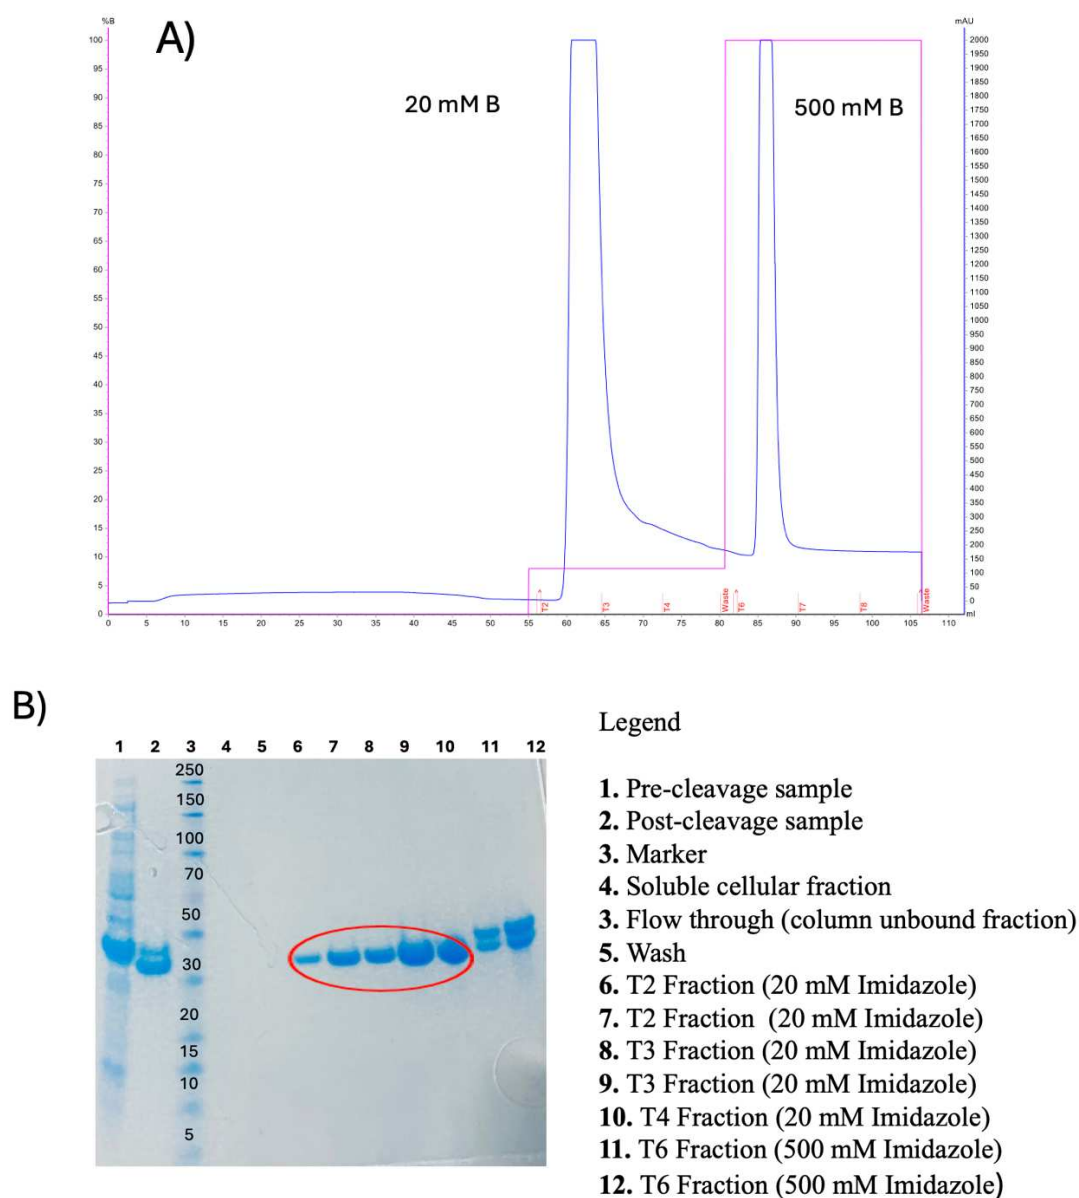 A)
%B
mAU
20 mM B
500 mM B
100
95
90
85
80
75
70
65
60
55
50
45
40
35
30
25
20
15
10
5
0
2000
1950
1900
1850
1800
1750
1700
1650
1600
1550
1500
1450
1400
1350
1300
1250
1200
1150
1100
1050
1000
950
900
850
800
750
700
650
600
550
500
450
400
350
300
250
200
150
100
50
0
ml
T2
T3
T4
Waste
T6
T7
T8
Waste
0 5 10 15 20 25 30 35 40 45 50 55 60 65 70 75 80 85 90 95 100 105 110
B)
1 2 3 4 5 6 7 8 9 10 11 12
250
150
100
70
50
30
20
15
10
5
Legend
1. Pre-cleavage sample
2. Post-cleavage sample
3. Marker
4. Soluble cellular fraction
3. Flow through (column unbound fraction)
5. Wash
6. T2 Fraction (20 mM Imidazole)
7. T2 Fraction (20 mM Imidazole)
8. T3 Fraction (20 mM Imidazole)
9. T3 Fraction (20 mM Imidazole)
10. T4 Fraction (20 mM Imidazole)
11. T6 Fraction (500 mM Imidazole)
12. T6 Fraction (500 mM Imidazole)